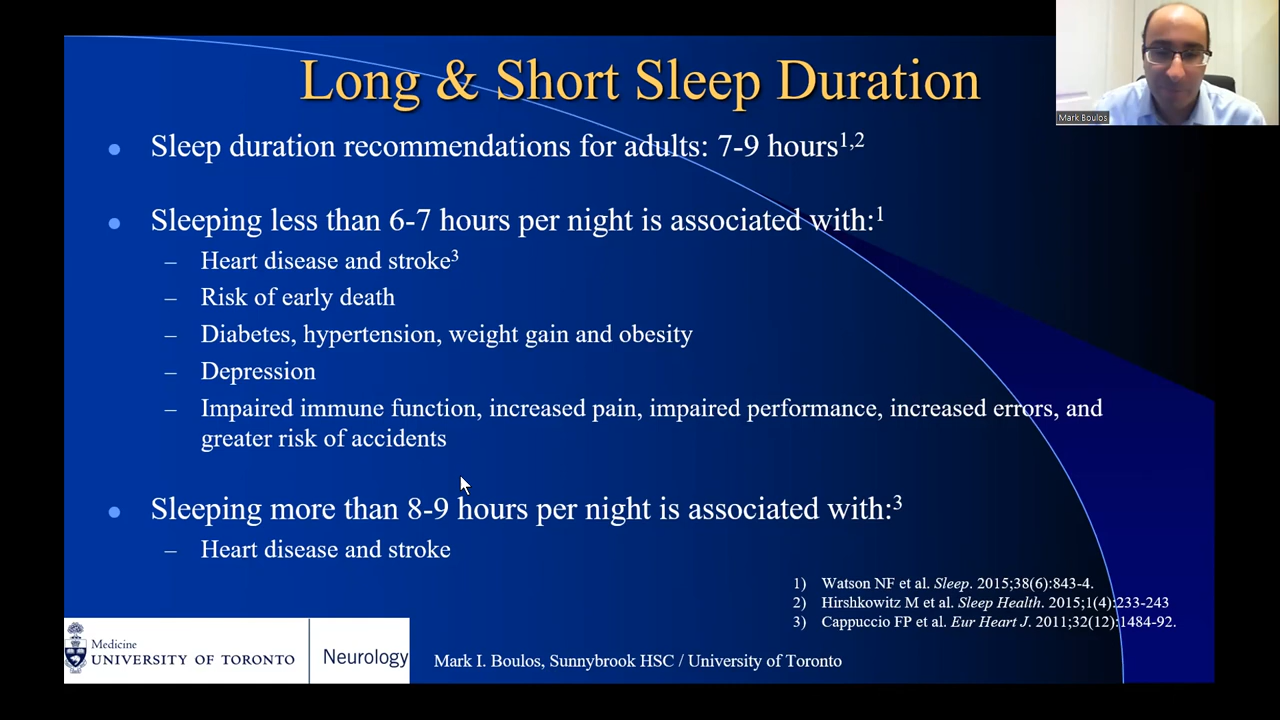 Long & Short Sleep Duration
Mark Boulos
• Sleep duration recommendations for adults: 7-9 hours1,2
• Sleeping less than 6-7 hours per night is associated with:1
– Heart disease and stroke3
– Risk of early death
– Diabetes, hypertension, weight gain and obesity
– Depression
– Impaired immune function, increased pain, impaired performance, increased errors, and
greater risk of accidents
• Sleeping more than 8-9 hours per night is associated with:3
– Heart disease and stroke
1) Watson NF et al. Sleep. 2015;38(6):843-4.
2) Hirshkowitz M et al. Sleep Health. 2015;1(4):233-243
3) Cappuccio FP et al. Eur Heart J. 2011;32(12):1484-92.
Medicine
UNIVERSITY OF TORONTO
Neurology
Mark I. Boulos, Sunnybrook HSC / University of Toronto